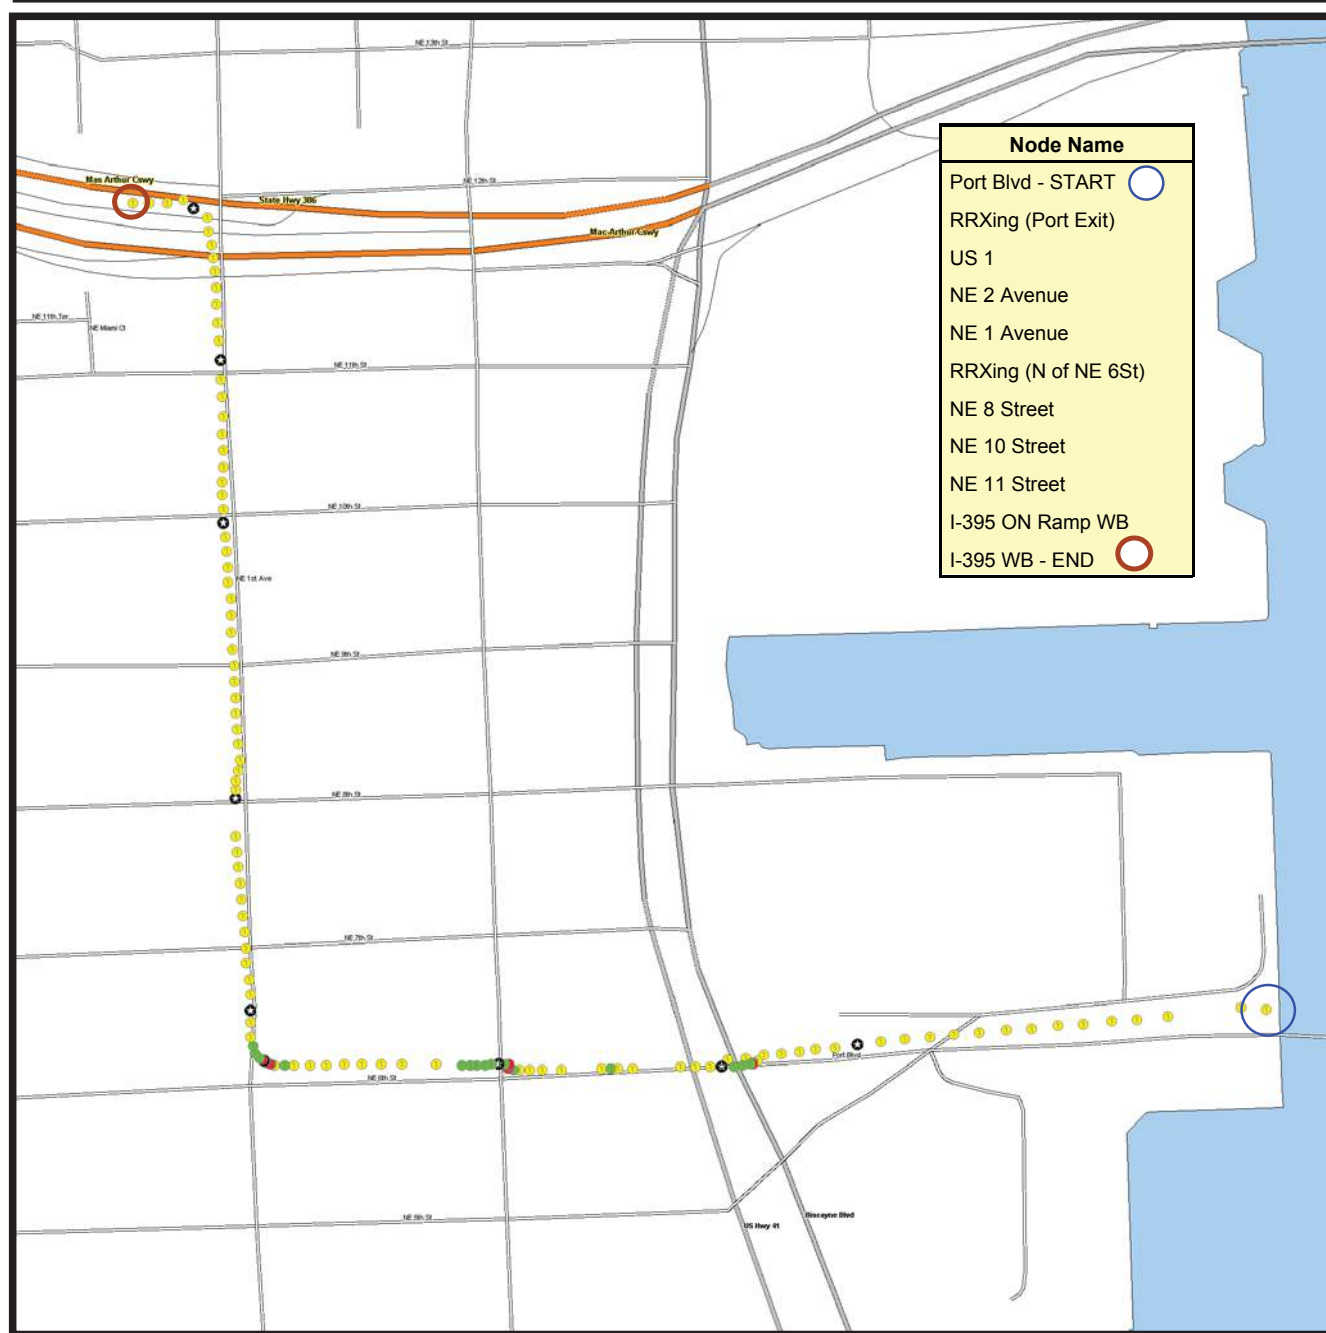 NE 13th St
Node Name
Port Blvd - START
RRXing (Port Exit)
US 1
NE 2 Avenue
NE 1 Avenue
RRXing (N of NE 6St)
NE 8 Street
NE 10 Street
NE 11 Street
I-395 ON Ramp WB
I-395 WB - END
Mas Arthur Cswy
NE 12th St
State Hwy 386
Mac Arthur Cswy
NE 11th Ter
NE Miami Ct
NE 11th St
NE 10th St
NE 1st Ave
NE 9th St
NE 8th St
NE 7th St
Port Blvd
NE 6th St
NE 5th St
US Hwy 41
Biscayne Blvd